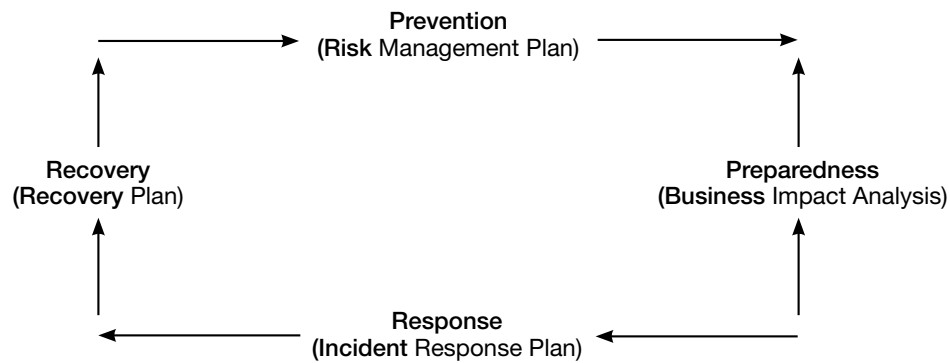 Prevention
(Risk Management Plan)
Recovery
(Recovery Plan)
Preparedness
(Business Impact Analysis)
Response
(Incident Response Plan)